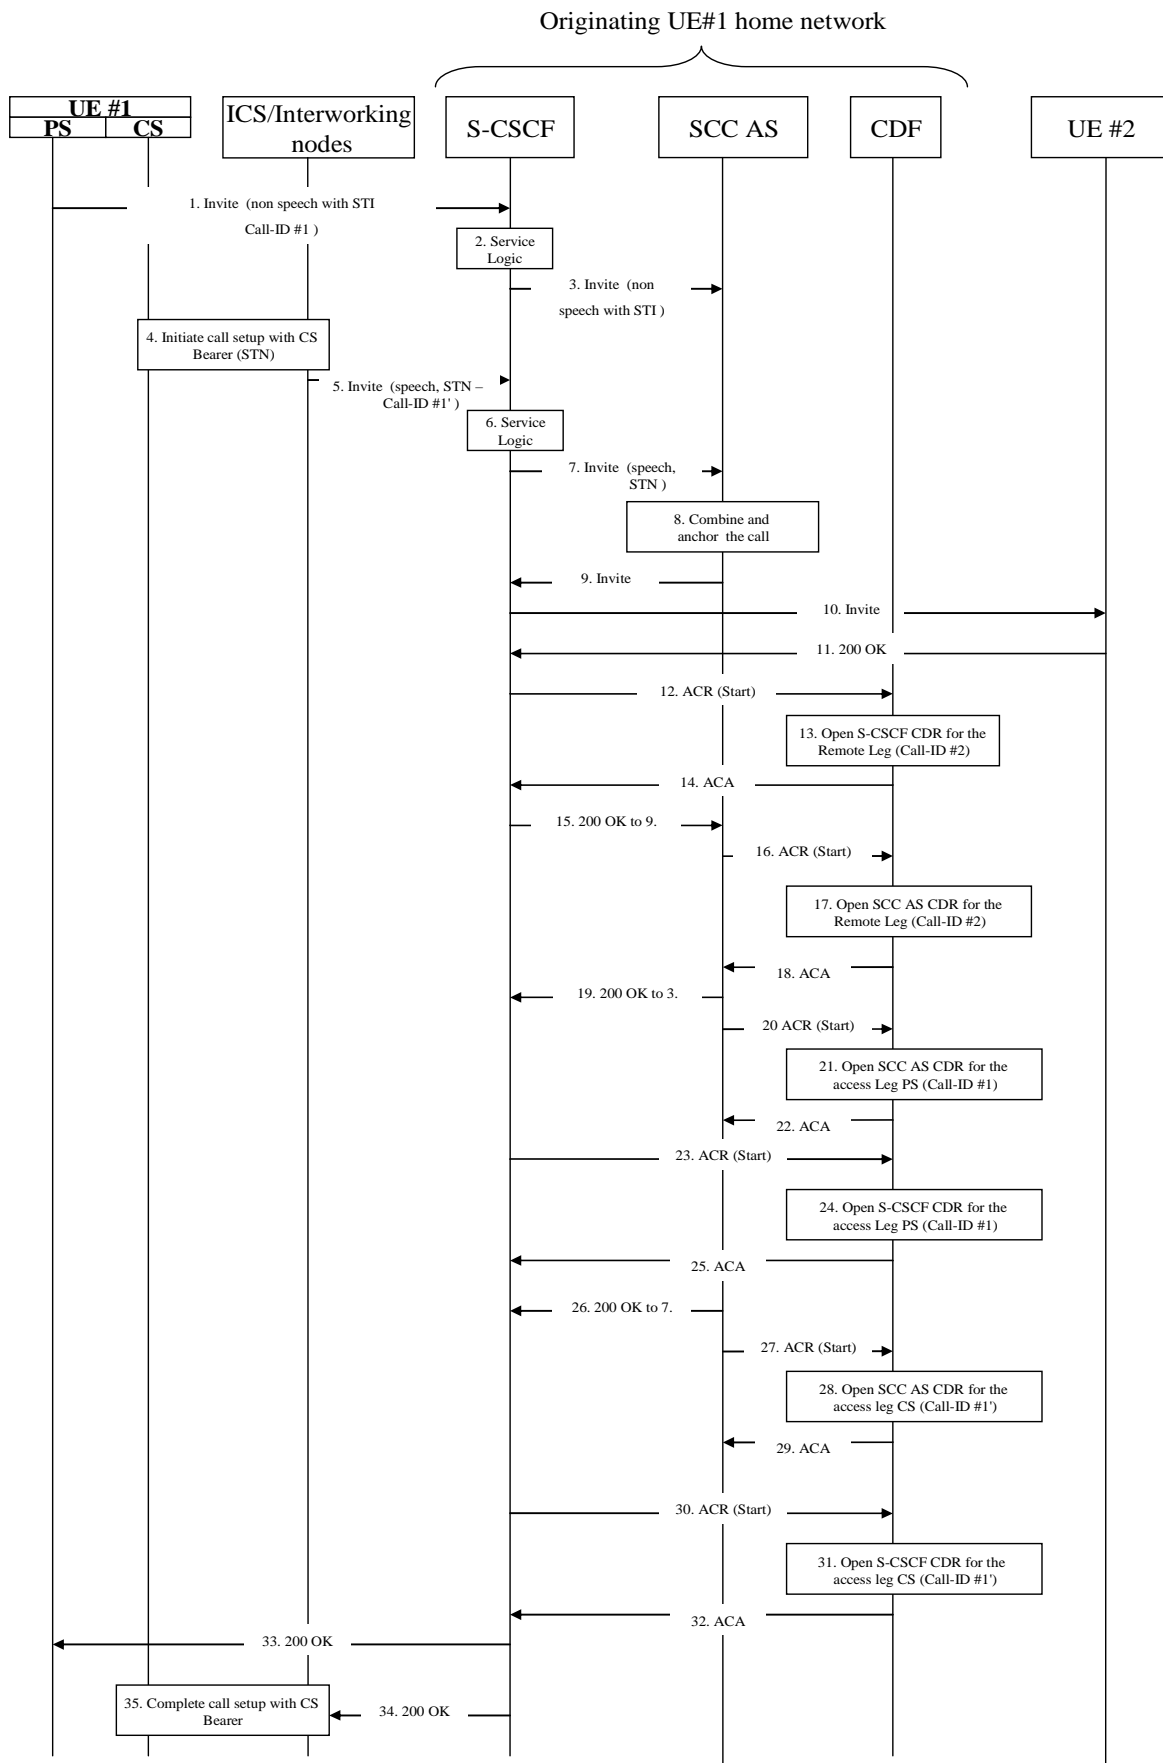 Originating UE#1 home network
UE #1
PS
CS
ICS/Interworking
nodes
S-CSCF
SCC AS
CDF
UE #2
1. Invite (non speech with STI
Call-ID #1 )
2. Service
Logic
3. Invite (non
speech with STI )
4. Initiate call setup with CS
Bearer (STN)
5. Invite (speech, STN –
Call-ID #1' )
6. Service
Logic
7. Invite (speech,
STN )
8. Combine and
anchor the call
9. Invite
10. Invite
11. 200 OK
12. ACR (Start)
13. Open S-CSCF CDR for the
Remote Leg (Call-ID #2)
14. ACA
15. 200 OK to 9.
16. ACR (Start)
17. Open SCC AS CDR for the
Remote Leg (Call-ID #2)
18. ACA
19. 200 OK to 3.
20 ACR (Start)
21. Open SCC AS CDR for the
access Leg PS (Call-ID #1)
22. ACA
23. ACR (Start)
24. Open S-CSCF CDR for the
access Leg PS (Call-ID #1)
25. ACA
26. 200 OK to 7.
27. ACR (Start)
28. Open SCC AS CDR for the
access leg CS (Call-ID #1')
29. ACA
30. ACR (Start)
31. Open S-CSCF CDR for the
access leg CS (Call-ID #1')
32. ACA
33. 200 OK
34. 200 OK
35. Complete call setup with CS
Bearer